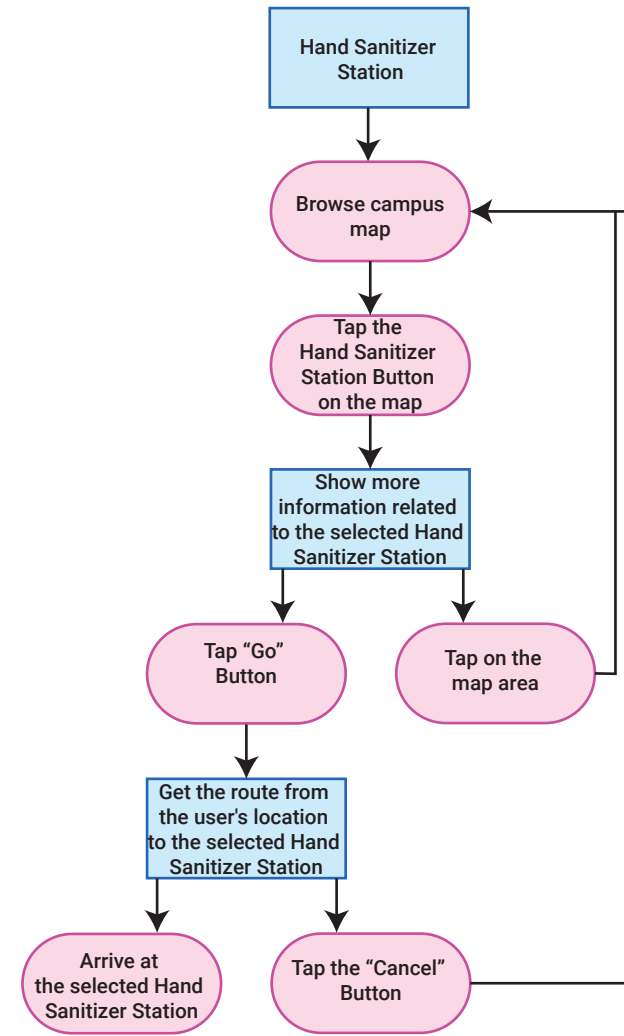 Hand Sanitizer
Station
Browse campus
map
Tap the
Hand Sanitizer
Station Button
on the map
Show more
information related
to the selected Hand
Sanitizer Station
Tap “Go”
Button
Tap on the
map area
Get the route from
the user's location
to the selected Hand
Sanitizer Station
Arrive at
the selected Hand
Sanitizer Station
Tap the “Cancel”
Button